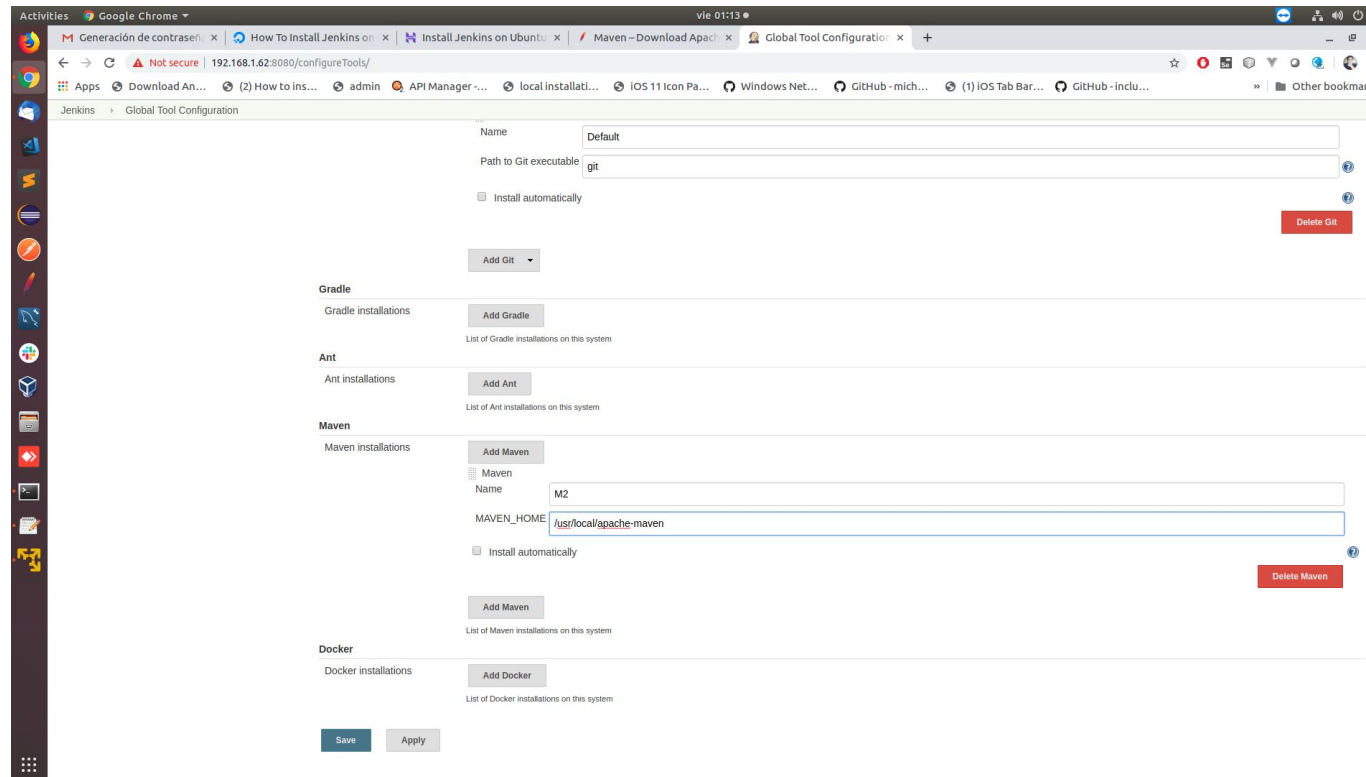 Activities Google Chrome vie 01:13
Generación de contraseñ How To Install Jenkins on Install Jenkins on Ubuntu Maven – Download Apach Global Tool Configuration
Not secure 192.168.1.62:8080/configureTools/
Apps Download An... (2) How to ins... admin API Manager -... local installati... iOS 11 Icon Pa... Windows Net... GitHub - mich... (1) iOS Tab Bar... GitHub - inclu... » Other bookmar
Jenkins Global Tool Configuration
Name Default
Path to Git executable git
Install automatically
Delete Git
Add Git
Gradle
Gradle installations Add Gradle
List of Gradle installations on this system
Ant
Ant installations Add Ant
List of Ant installations on this system
Maven
Maven installations Add Maven
Maven
Name M2
MAVEN_HOME /usr/local/apache-maven
Install automatically
Delete Maven
Add Maven
List of Maven installations on this system
Docker
Docker installations Add Docker
List of Docker installations on this system
Save Apply